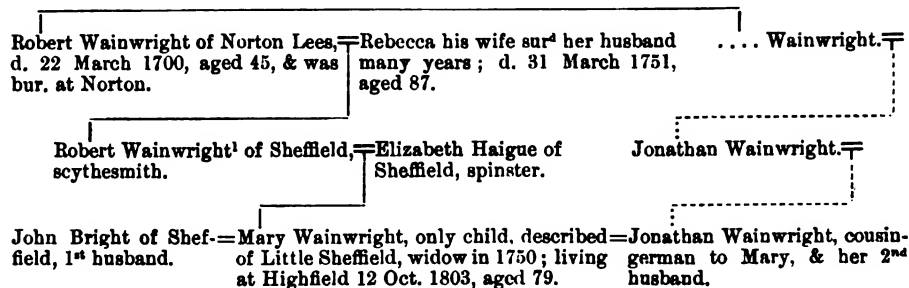 Robert Wainwright of Norton Lees,
d. 22 March 1700, aged 45, & was
bur. at Norton.
Rebecca his wife surᵈ her husband
many years ; d. 31 March 1751,
aged 87.
.... Wainwright.
Robert Wainwright¹ of Sheffield,
scythesmith.
Elizabeth Haigue of
Sheffield, spinster.
Jonathan Wainwright.
John Bright of Shef-
field, 1ˢᵗ husband.
Mary Wainwright, only child, described
of Little Sheffield, widow in 1750 ; living
at Highfield 12 Oct. 1803, aged 79.
Jonathan Wainwright, cousin-
german to Mary, & her 2ⁿᵈ
husband.